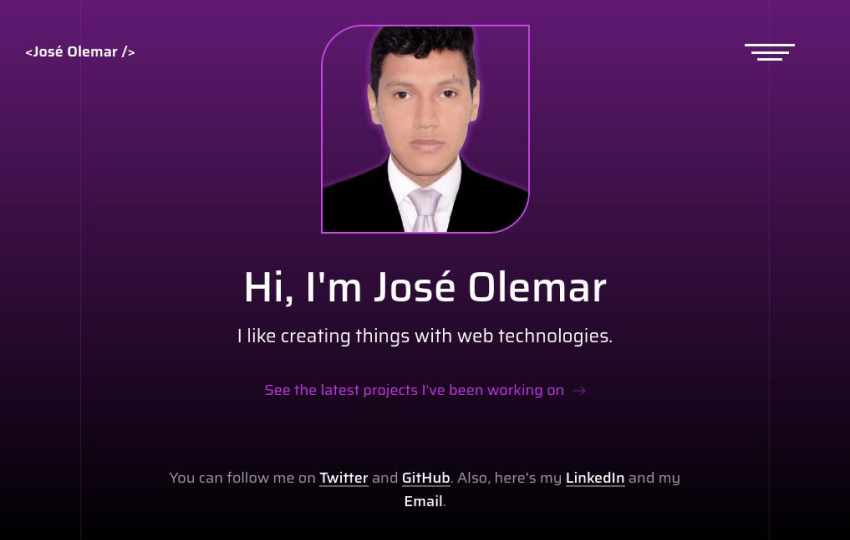 <José Olemar />
Hi, I'm José Olemar
I like creating things with web technologies.
See the latest projects I've been working on →
You can follow me on Twitter and GitHub. Also, here's my LinkedIn and my
Email.